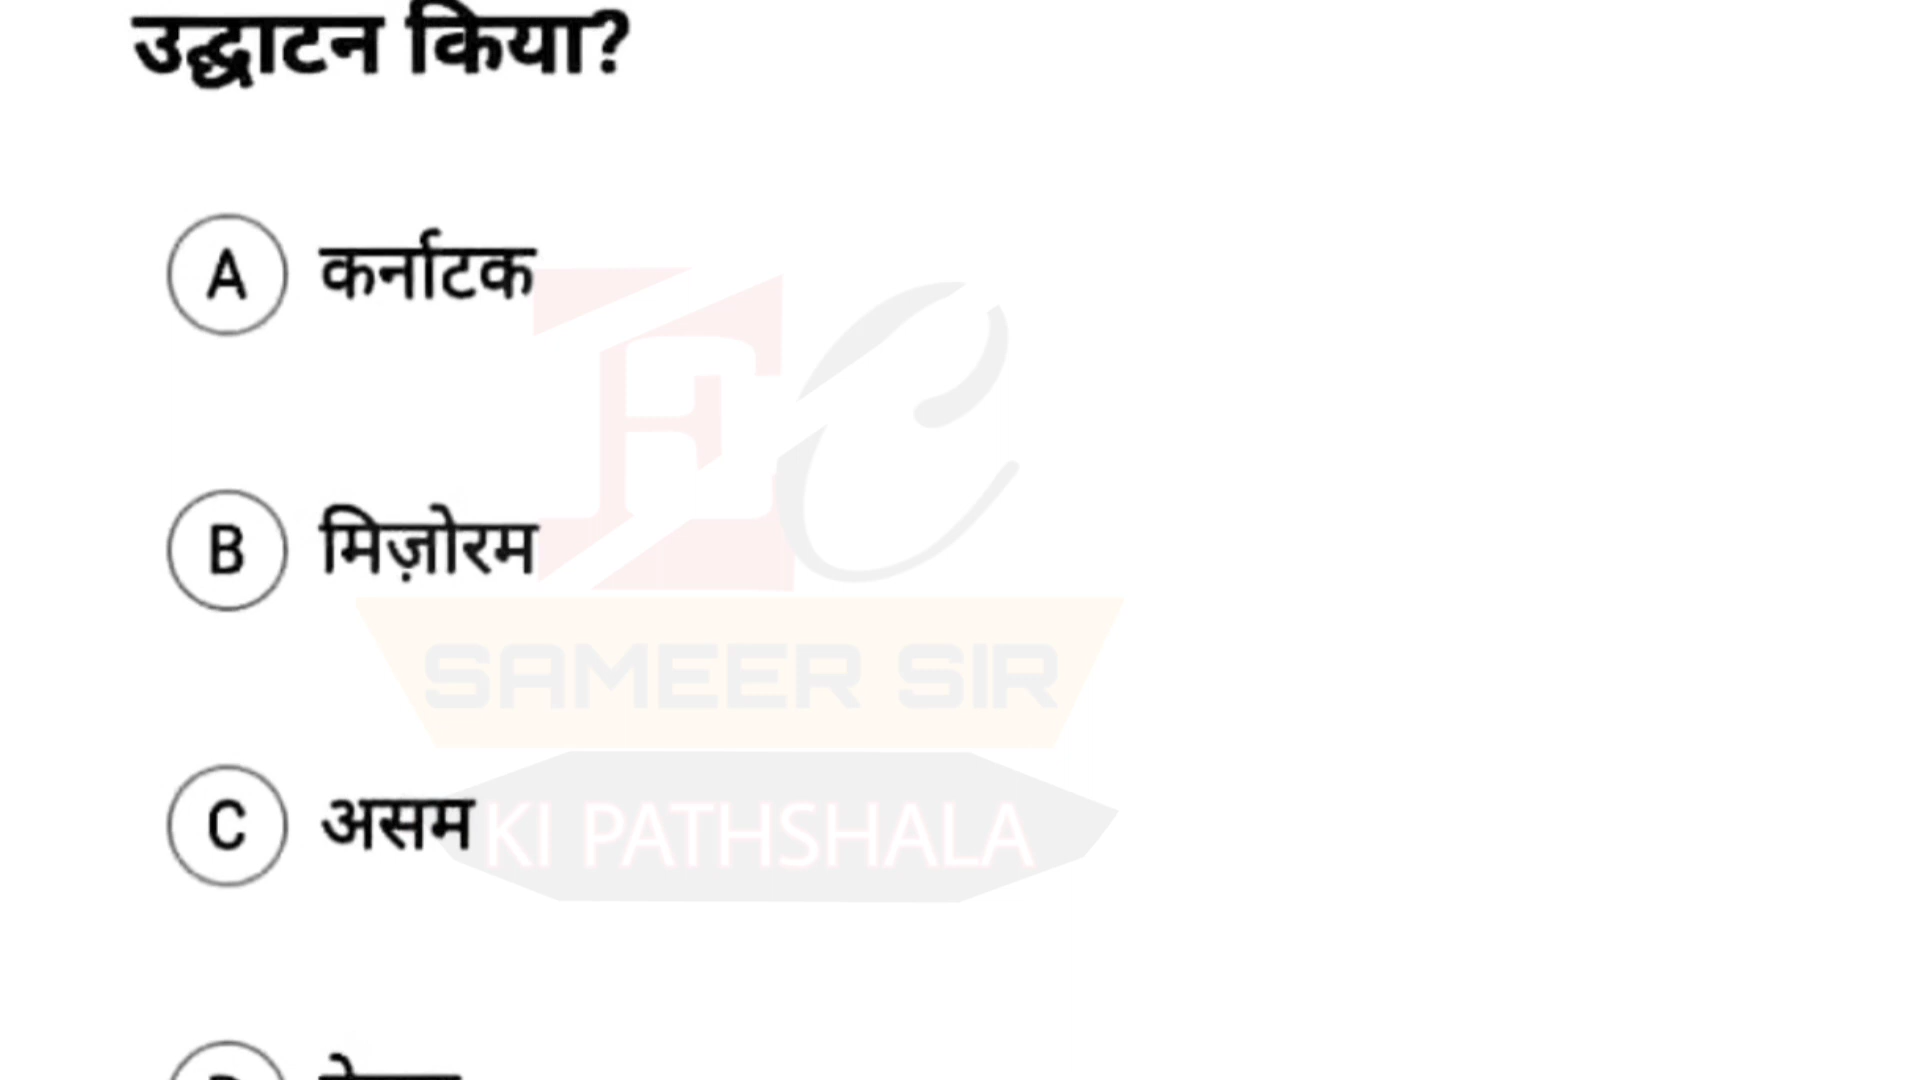 उद्घाटन किया?
A कर्नाटक
B मिज़ोरम
SAMEER SIR
C असम
KI PATHSHALA